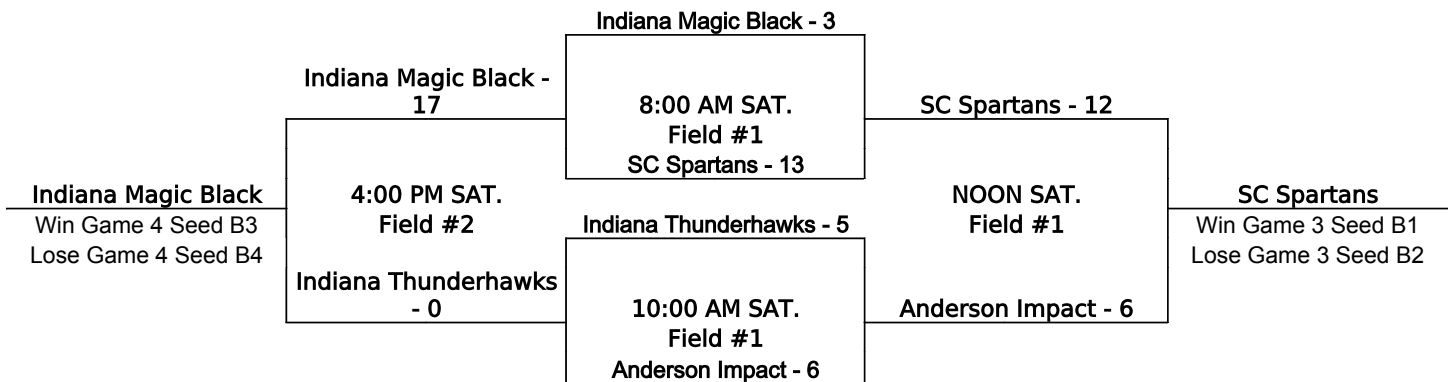 Indiana Magic Black - 3
Indiana Magic Black -
17
8:00 AM SAT.
Field #1
SC Spartans - 13
SC Spartans - 12
Indiana Magic Black
Win Game 4 Seed B3
Lose Game 4 Seed B4
4:00 PM SAT.
Field #2
Indiana Thunderhawks - 5
NOON SAT.
Field #1
SC Spartans
Win Game 3 Seed B1
Lose Game 3 Seed B2
Indiana Thunderhawks
- 0
10:00 AM SAT.
Field #1
Anderson Impact - 6
Anderson Impact - 6